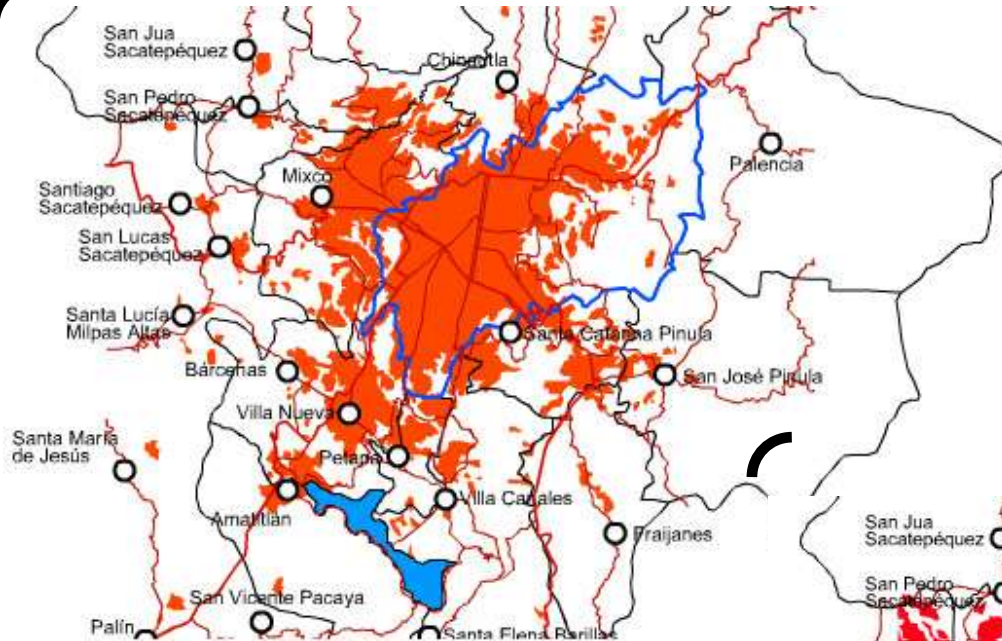 San Jua
Sacatepéquez
Chinautla
San Pedro
Sacatepéquez
Palencia
Mixco
Santiago
Sacatepéquez
San Lucas
Sacatepéquez
Santa Lucía
Milpas Altas
Santa Catarina Pinula
Bárcenas
San José Pinula
Villa Nueva
Santa María
de Jesús
Petapa
Villa Canales
Amatitlán
Fraijanes
San Jua
Sacatepéquez
San Pedro
Sacatepéquez
San Vicente Pacaya
Palín
Santa Elena Barillas